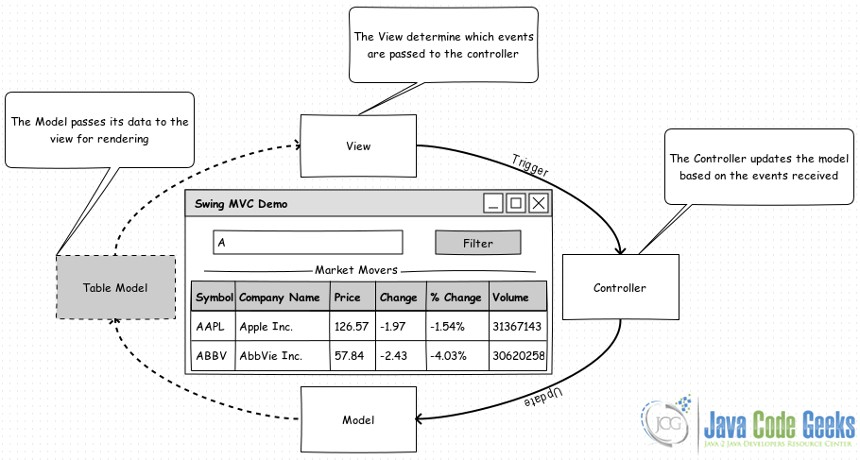 The View determine which events
are passed to the controller
The Model passes its data to the
view for rendering
View
Trigger
The Controller updates the model
based on the events received
Swing MVC Demo
A
Filter
Market Movers
Table Model
Controller
Symbol Company Name Price Change % Change Volume
AAPL Apple Inc. 126.57 -1.97 -1.54% 31367143
ABBV AbbVie Inc. 57.84 -2.43 -4.03% 30620258
Update
Model
JCG
Java Code Geeks
JAVA 2 JAVA DEVELOPERS RESOURCE CENTER